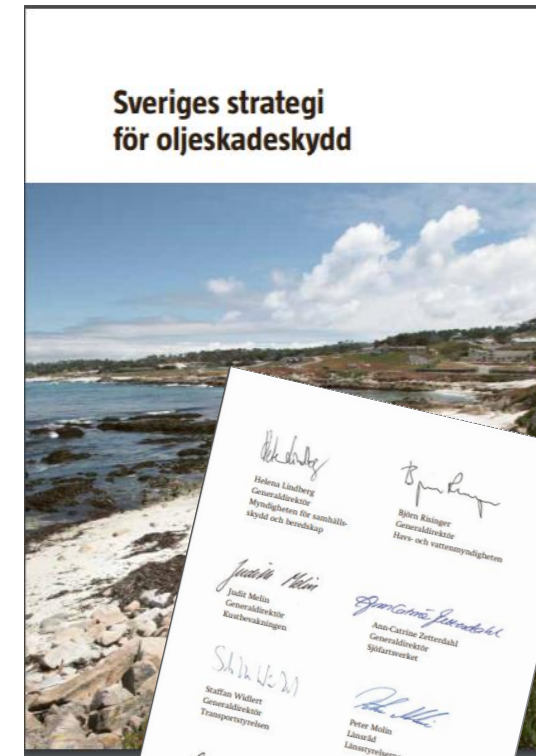 Sveriges strategi
för oljeskadeskydd
Helena Lindberg
Generaldirektör
Myndigheten för samhälls-
skydd och beredskap
Björn Risinger
Generaldirektör
Havs- och vattenmyndigheten
Judit Melin
Generaldirektör
Kustbevakningen
Ann-Catrine Zetterdahl
Generaldirektör
Sjöfartsverket
Staffan Widlert
Generaldirektör
Transportstyrelsen
Peter Molin
Länsråd